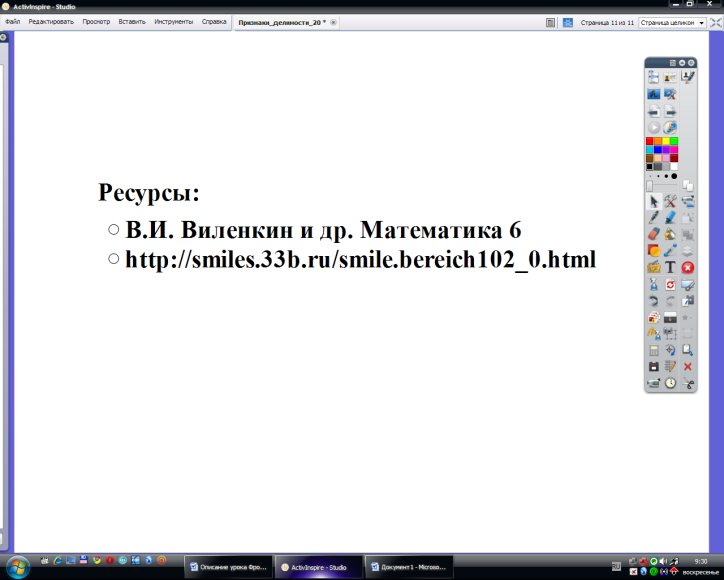 ActivInspire - Studio
Файл Редактировать Просмотр Вставить Инструменты Справка Признаки_делимости_20 * Страница 11 из 11 Страница целиком
Ресурсы:
В.И. Виленкин и др. Математика 6
http://smiles.33b.ru/smile.bereich102_0.html
Описание урока Фро... ActivInspire - Studio Документ1 - Microso... RU 9:30
воскресенье